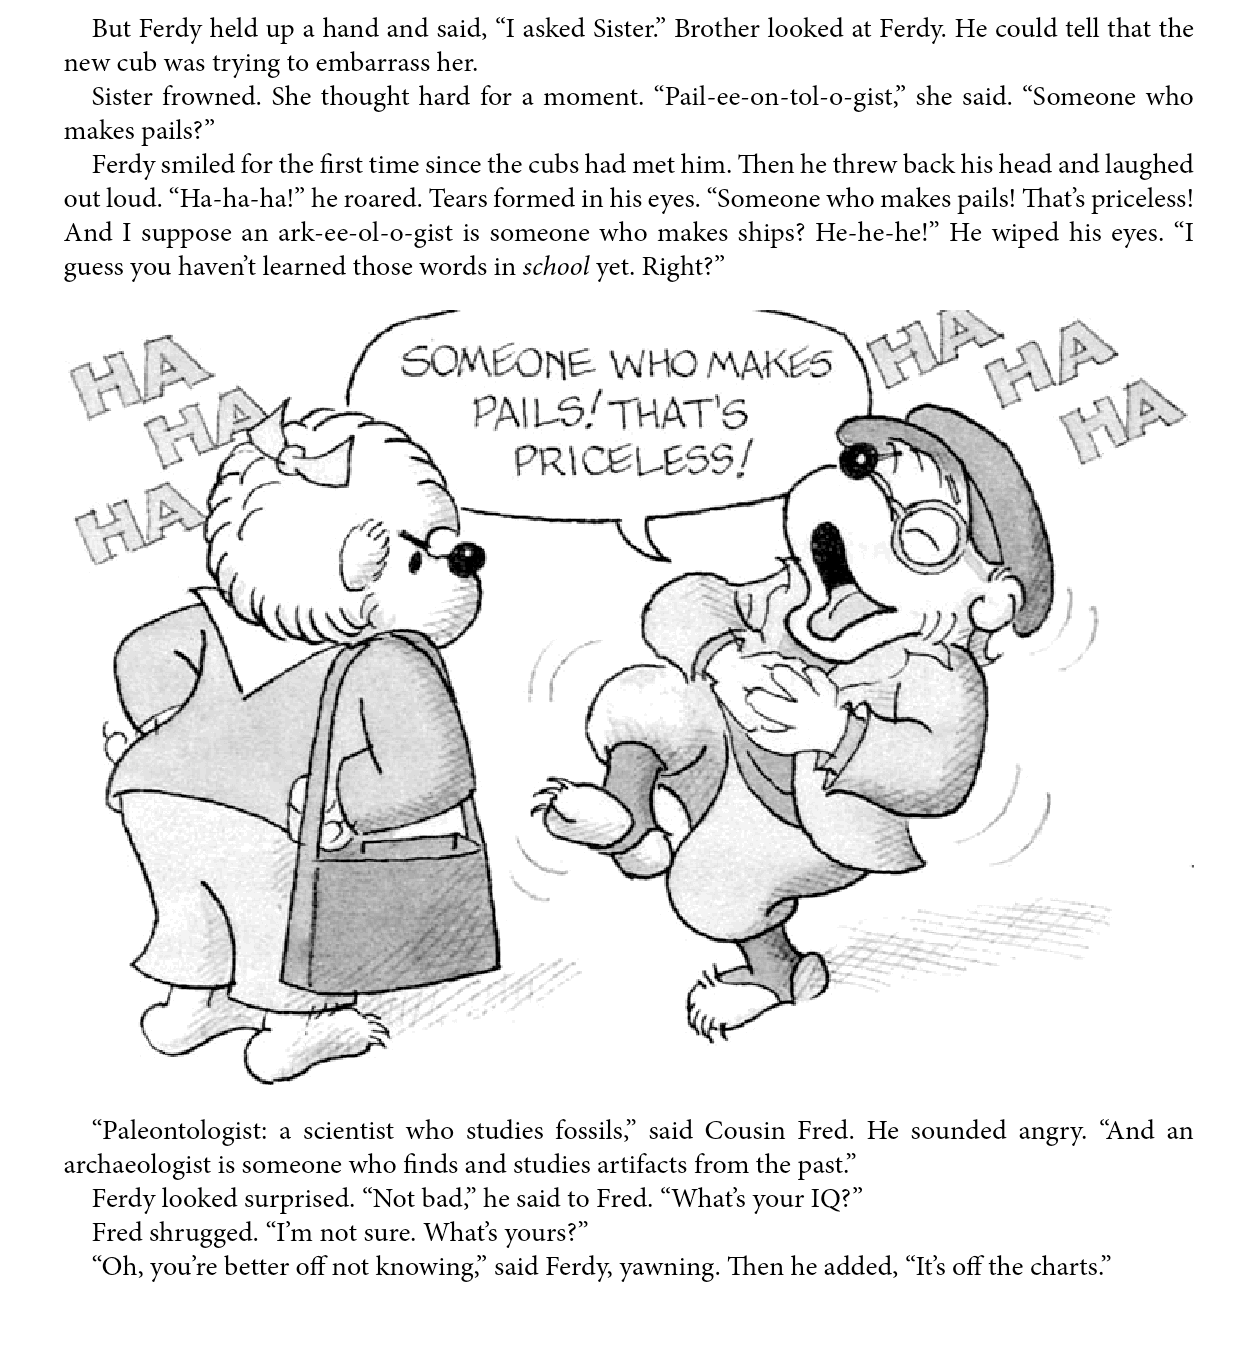 But Ferdy held up a hand and said, “I asked Sister.” Brother looked at Ferdy. He could tell that the
new cub was trying to embarrass her.
Sister frowned. She thought hard for a moment. “Pail-ee-on-tol-o-gist,” she said. “Someone who
makes pails?”
Ferdy smiled for the first time since the cubs had met him. Then he threw back his head and laughed
out loud. “Ha-ha-ha!” he roared. Tears formed in his eyes. “Someone who makes pails! That’s priceless!
And I suppose an ark-ee-ol-o-gist is someone who makes ships? He-he-he!” He wiped his eyes. “I
guess you haven’t learned those words in school yet. Right?”
HA
HA
HA
SOMEONE WHO MAKES
PAILS! THAT'S
PRICELESS!
HA
HA
HA
“Paleontologist: a scientist who studies fossils,” said Cousin Fred. He sounded angry. “And an
archaeologist is someone who finds and studies artifacts from the past.”
Ferdy looked surprised. “Not bad,” he said to Fred. “What’s your IQ?”
Fred shrugged. “I’m not sure. What’s yours?”
“Oh, you’re better off not knowing,” said Ferdy, yawning. Then he added, “It’s off the charts.”